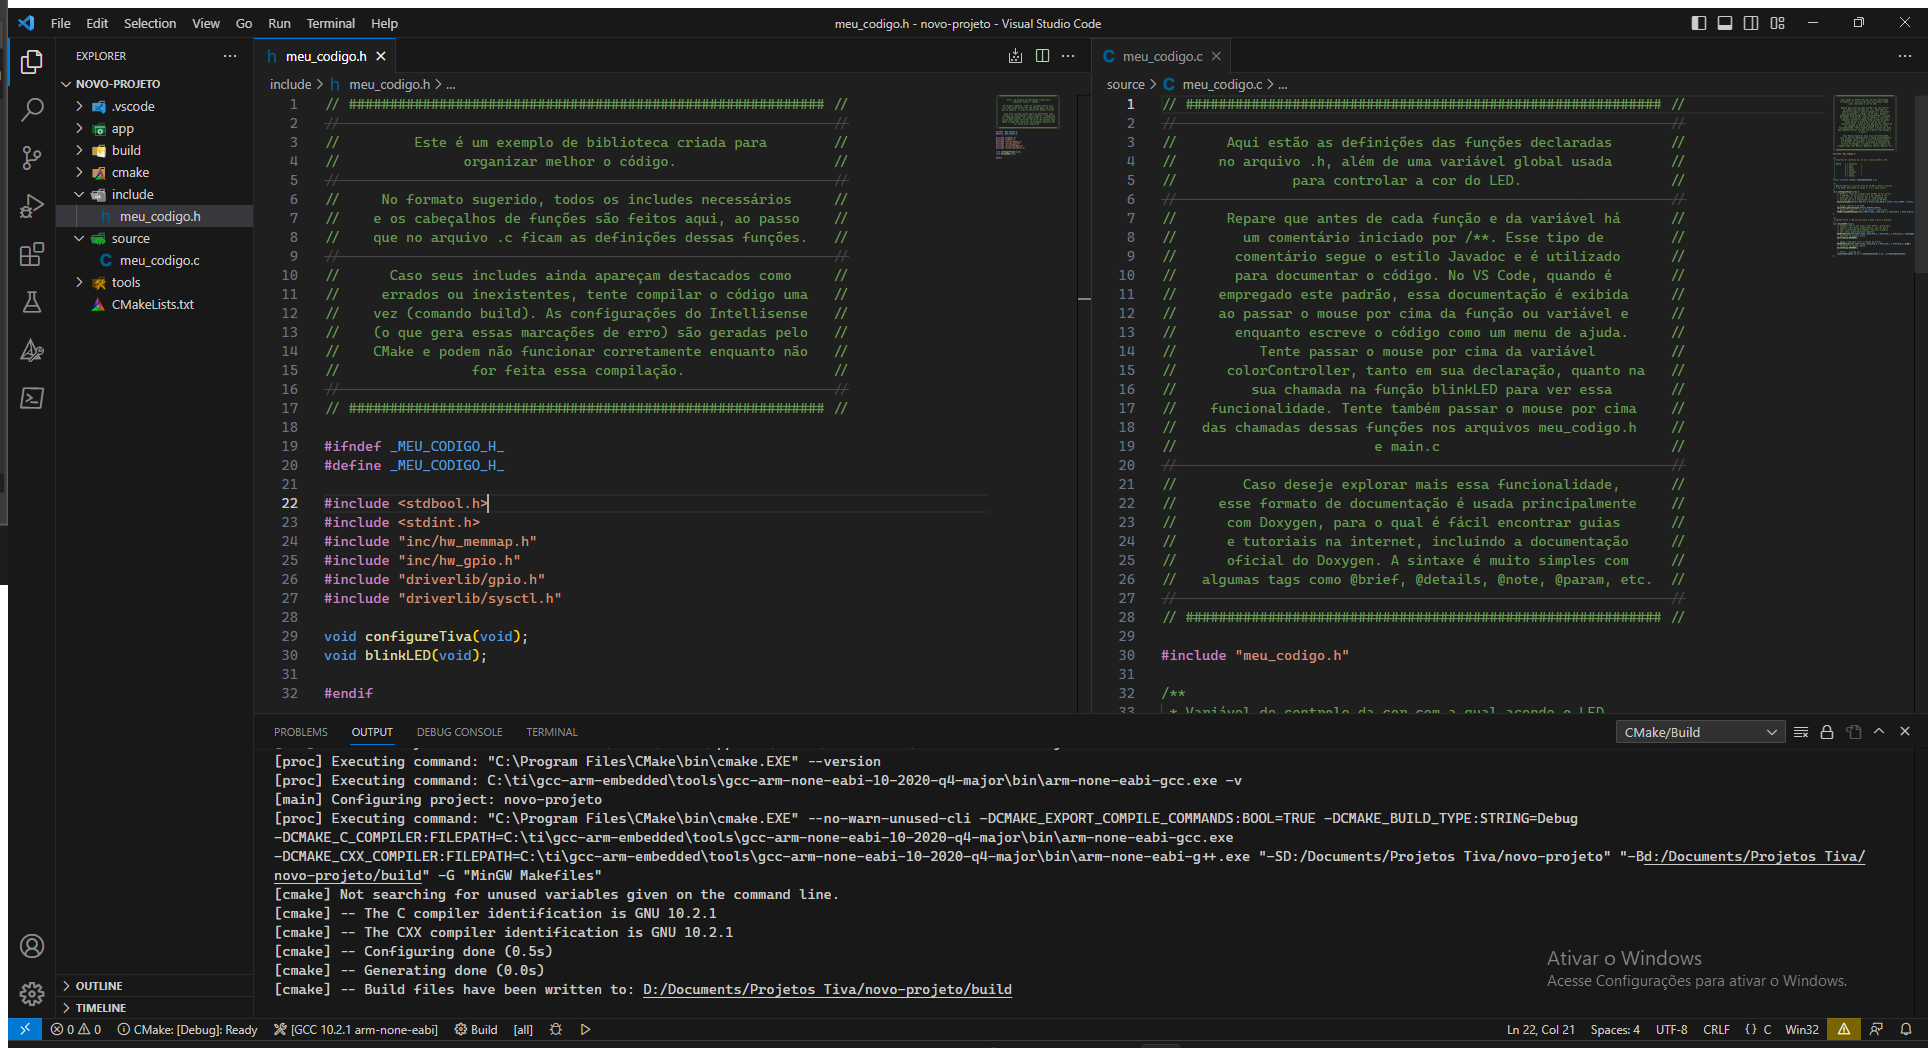 File Edit Selection View Go Run Terminal Help
meu_codigo.h - novo-projeto - Visual Studio Code
EXPLORER
NOVO-PROJETO
.vscode
app
build
cmake
include
meu_codigo.h
source
meu_codigo.c
tools
CMakeLists.txt
OUTLINE
TIMELINE
meu_codigo.h
include > meu_codigo.h > ...
1 // ########################################################## //
2 //------------------------------------------------------------//
3 // Este é um exemplo de biblioteca criada para //
4 // organizar melhor o código. //
5 //------------------------------------------------------------//
6 // No formato sugerido, todos os includes necessários //
7 // e os cabeçalhos de funções são feitos aqui, ao passo //
8 // que no arquivo .c ficam as definições dessas funções. //
9 //------------------------------------------------------------//
10 // Caso seus includes ainda apareçam destacados como //
11 // errados ou inexistentes, tente compilar o código uma //
12 // vez (comando build). As configurações do Intellisense //
13 // (o que gera essas marcações de erro) são geradas pelo //
14 // CMake e podem não funcionar corretamente enquanto não //
15 // for feita essa compilação. //
16 //------------------------------------------------------------//
17 // ########################################################## //
18
19 #ifndef _MEU_CODIGO_H_
20 #define _MEU_CODIGO_H_
21
22 #include <stdbool.h>
23 #include <stdint.h>
24 #include "inc/hw_memmap.h"
25 #include "inc/hw_gpio.h"
26 #include "driverlib/gpio.h"
27 #include "driverlib/sysctl.h"
28
29 void configureTiva(void);
30 void blinkLED(void);
31
32 #endif
meu_codigo.c
source > meu_codigo.c > ...
1 // ########################################################## //
2 //------------------------------------------------------------//
3 // Aqui estão as definições das funções declaradas //
4 // no arquivo .h, além de uma variável global usada //
5 // para controlar a cor do LED. //
6 //------------------------------------------------------------//
7 // Repare que antes de cada função e da variável há //
8 // um comentário iniciado por /**. Esse tipo de //
9 // comentário segue o estilo Javadoc e é utilizado //
10 // para documentar o código. No VS Code, quando é //
11 // empregado este padrão, essa documentação é exibida //
12 // ao passar o mouse por cima da função ou variável e //
13 // enquanto escreve o código como um menu de ajuda. //
14 // Tente passar o mouse por cima da variável //
15 // colorController, tanto em sua declaração, quanto na //
16 // sua chamada na função blinkLED para ver essa //
17 // funcionalidade. Tente também passar o mouse por cima //
18 // das chamadas dessas funções nos arquivos meu_codigo.h //
19 // e main.c //
20 //------------------------------------------------------------//
21 // Caso deseje explorar mais essa funcionalidade, //
22 // esse formato de documentação é usada principalmente //
23 // com Doxygen, para o qual é fácil encontrar guias //
24 // e tutoriais na internet, incluindo a documentação //
25 // oficial do Doxygen. A sintaxe é muito simples com //
26 // algumas tags como @brief, @details, @note, @param, etc. //
27 //------------------------------------------------------------//
28 // ########################################################## //
29
30 #include "meu_codigo.h"
31
32 /**
33 * Variável de controle da cor com a qual acende o LED
PROBLEMS OUTPUT DEBUG CONSOLE TERMINAL
CMake/Build
[proc] Executing command: "C:\Program Files\CMake\bin\cmake.EXE" --version
[proc] Executing command: C:\ti\gcc-arm-embedded\tools\gcc-arm-none-eabi-10-2020-q4-major\bin\arm-none-eabi-gcc.exe -v
[main] Configuring project: novo-projeto
[proc] Executing command: "C:\Program Files\CMake\bin\cmake.EXE" --no-warn-unused-cli -DCMAKE_EXPORT_COMPILE_COMMANDS:BOOL=TRUE -DCMAKE_BUILD_TYPE:STRING=Debug
-DCMAKE_C_COMPILER:FILEPATH=C:\ti\gcc-arm-embedded\tools\gcc-arm-none-eabi-10-2020-q4-major\bin\arm-none-eabi-gcc.exe
-DCMAKE_CXX_COMPILER:FILEPATH=C:\ti\gcc-arm-embedded\tools\gcc-arm-none-eabi-10-2020-q4-major\bin\arm-none-eabi-g++.exe "-SD:/Documents/Projetos Tiva/novo-projeto" "-Bd:/Documents/Projetos Tiva/
novo-projeto/build" -G "MinGW Makefiles"
[cmake] Not searching for unused variables given on the command line.
[cmake] -- The C compiler identification is GNU 10.2.1
[cmake] -- The CXX compiler identification is GNU 10.2.1
[cmake] -- Configuring done (0.5s)
[cmake] -- Generating done (0.0s)
[cmake] -- Build files have been written to: D:/Documents/Projetos Tiva/novo-projeto/build
Ativar o Windows
Acesse Configurações para ativar o Windows.
0 0 CMake: [Debug]: Ready [GCC 10.2.1 arm-none-eabi] Build [all]
Ln 22, Col 21 Spaces: 4 UTF-8 CRLF {} C Win32